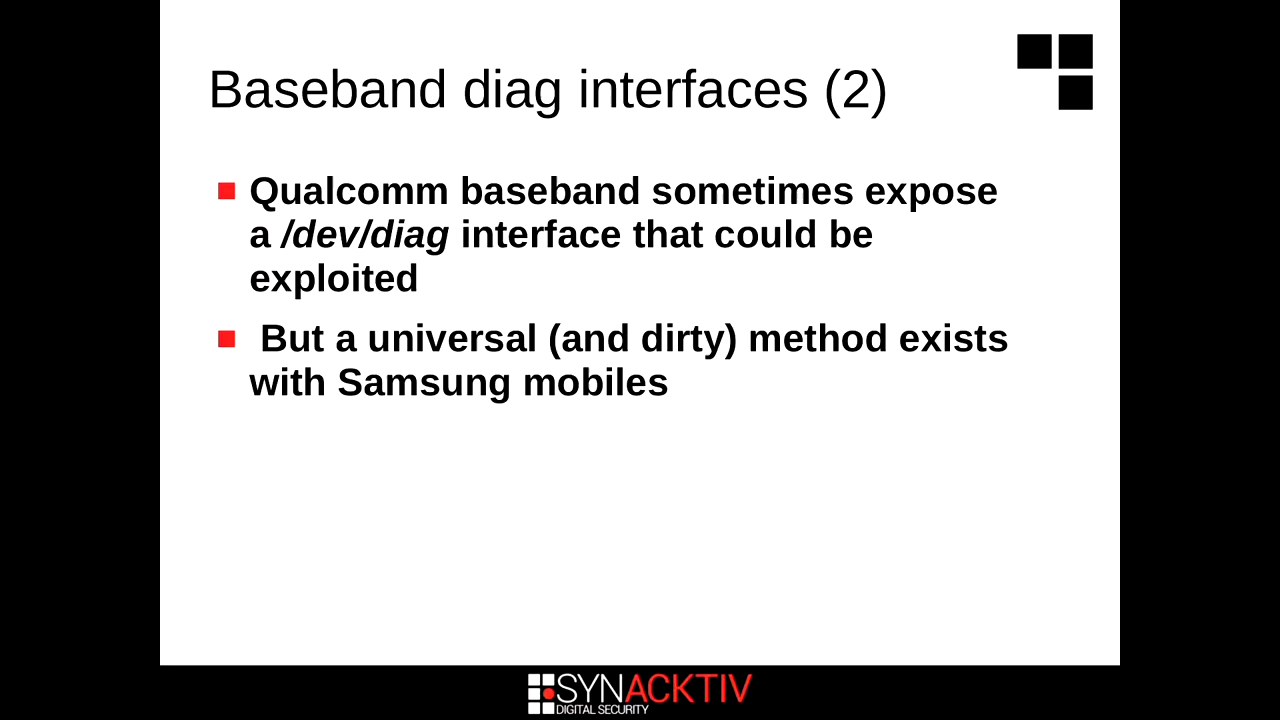 Baseband diag interfaces (2)
Qualcomm baseband sometimes expose
a /dev/diag interface that could be
exploited
But a universal (and dirty) method exists
with Samsung mobiles
SYNACKTIV
DIGITAL SECURITY